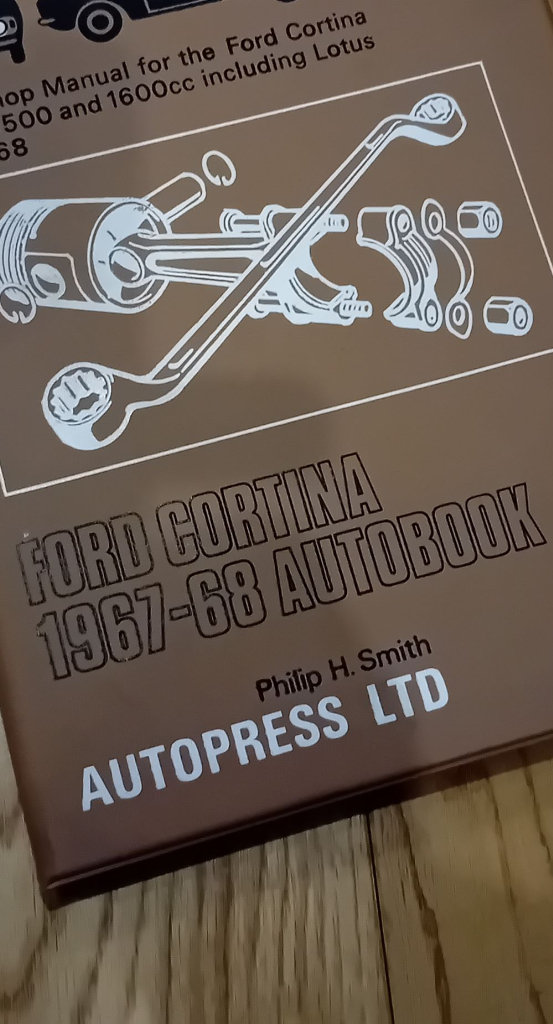 hop Manual for the Ford Cortina
500 and 1600cc including Lotus
68
FORD CORTINA
1967-68 AUTOBOOK
Philip H. Smith
AUTOPRESS LTD